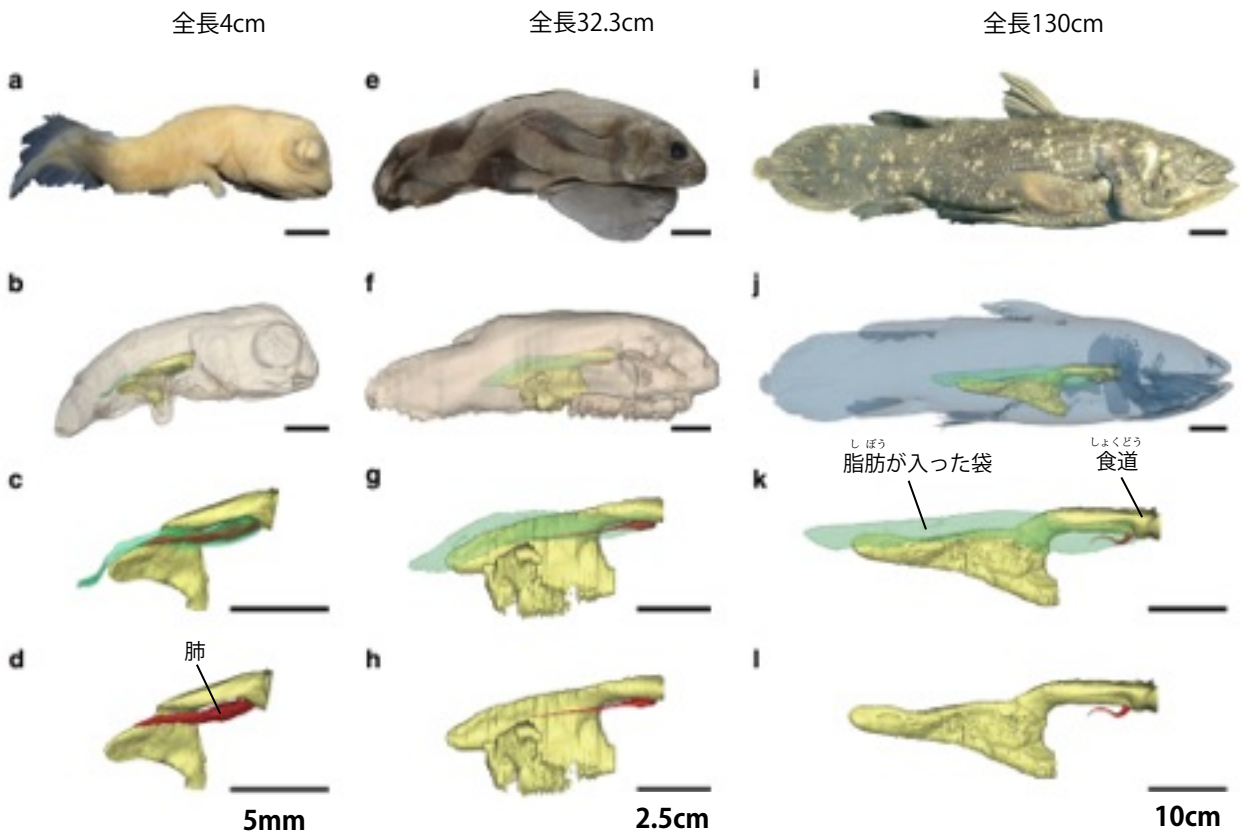 全長4cm
全長32.3cm
全長130cm
a
e
i
b
f
j
しぼう
脂肪が入った袋
しょくどう
食道
c
g
k
肺
d
h
l
5mm
2.5cm
10cm